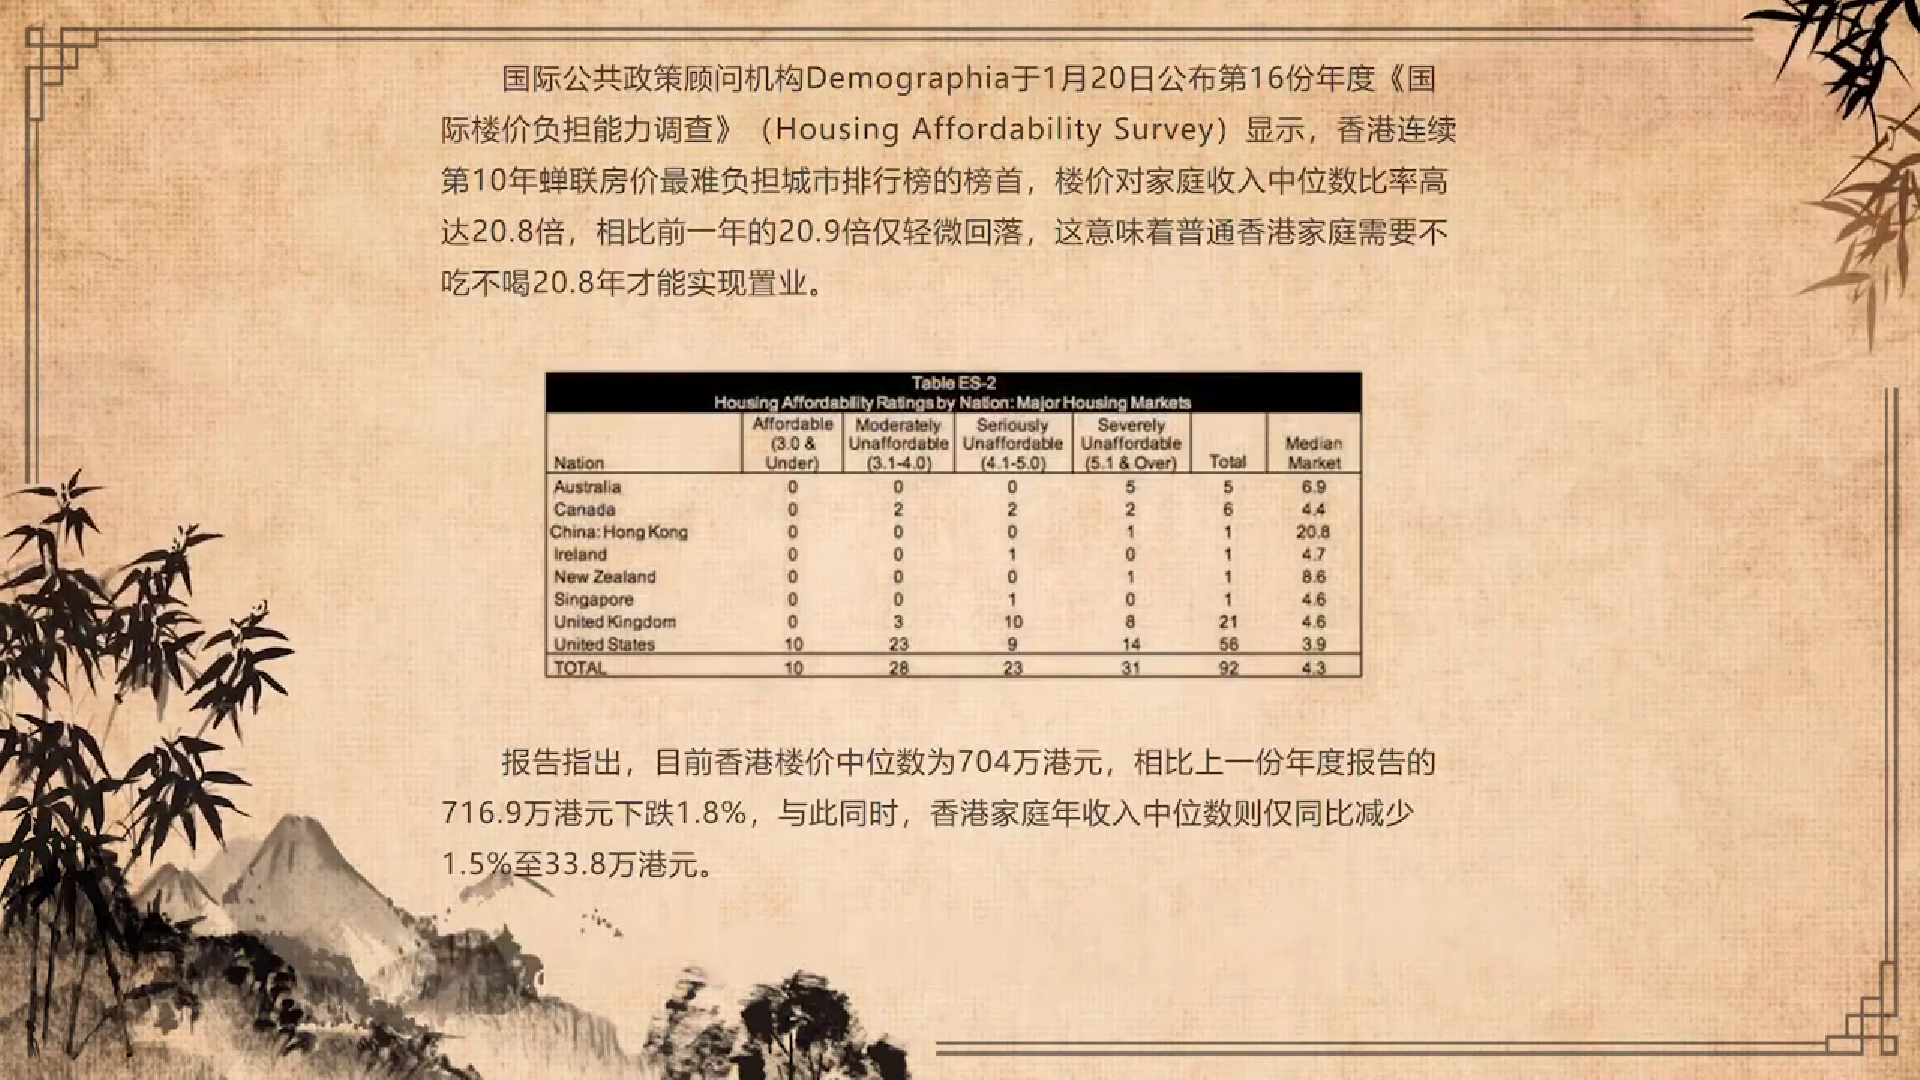 国际公共政策顾问机构Demographia于1月20日公布第16份年度《国
际楼价负担能力调查》（Housing Affordability Survey）显示，香港连续
第10年蝉联房价最难负担城市排行榜的榜首，楼价对家庭收入中位数比率高
达20.8倍，相比前一年的20.9倍仅轻微回落，这意味着普通香港家庭需要不
吃不喝20.8年才能实现置业。
Table ES-2
Housing Affordability Ratings by Nation: Major Housing Markets
Nation Affordable (3.0 & Under) Moderately Unaffordable (3.1-4.0) Seriously Unaffordable (4.1-5.0) Severely Unaffordable (5.1 & Over) Total Median Market
Australia 0 0 0 5 5 6.9
Canada 0 2 2 2 6 4.4
China: Hong Kong 0 0 0 1 1 20.8
Ireland 0 0 1 0 1 4.7
New Zealand 0 0 0 1 1 8.6
Singapore 0 0 1 0 1 4.6
United Kingdom 0 3 10 8 21 4.6
United States 10 23 9 14 56 3.9
TOTAL 10 28 23 31 92 4.3
报告指出，目前香港楼价中位数为704万港元，相比上一份年度报告的
716.9万港元下跌1.8%，与此同时，香港家庭年收入中位数则仅同比减少
1.5%至33.8万港元。